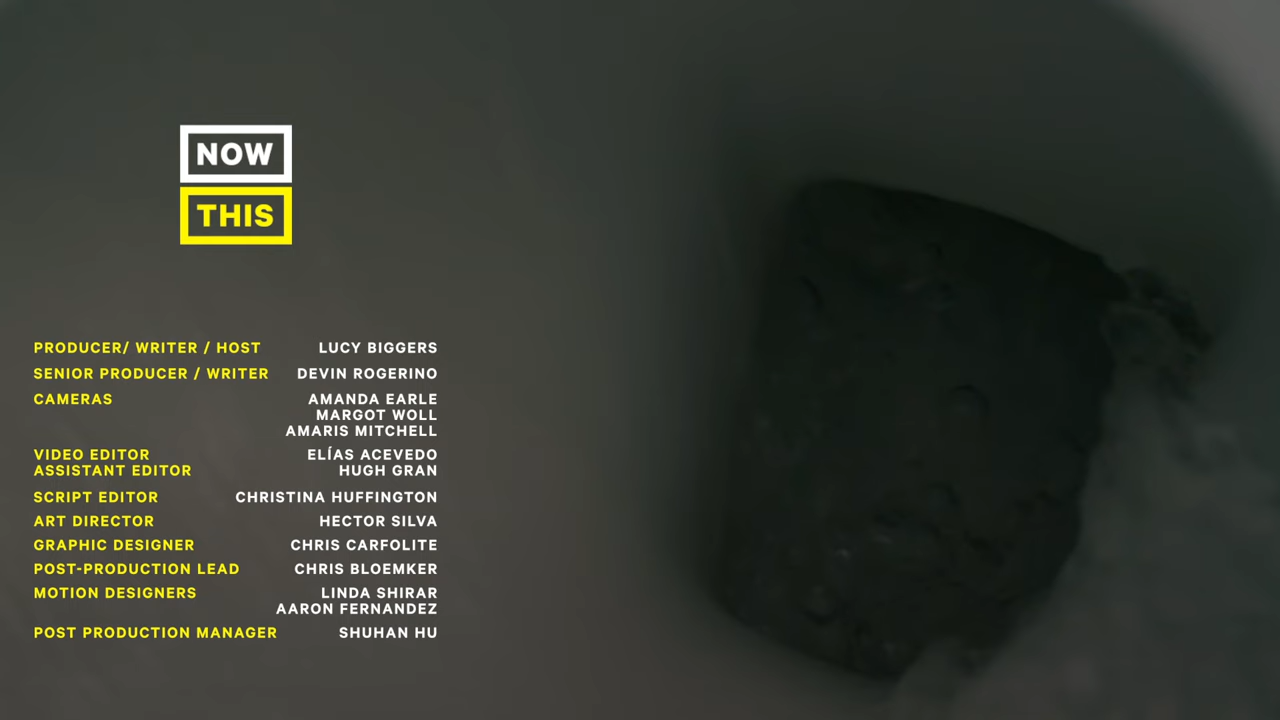 NOW
THIS
PRODUCER/ WRITER / HOST LUCY BIGGERS
SENIOR PRODUCER / WRITER DEVIN ROGERINO
CAMERAS AMANDA EARLE
MARGOT WOLL
AMARIS MITCHELL
VIDEO EDITOR ELÍAS ACEVEDO
ASSISTANT EDITOR HUGH GRAN
SCRIPT EDITOR CHRISTINA HUFFINGTON
ART DIRECTOR HECTOR SILVA
GRAPHIC DESIGNER CHRIS CARFOLITE
POST-PRODUCTION LEAD CHRIS BLOEMKER
MOTION DESIGNERS LINDA SHIRAR
AARON FERNANDEZ
POST PRODUCTION MANAGER SHUHAN HU